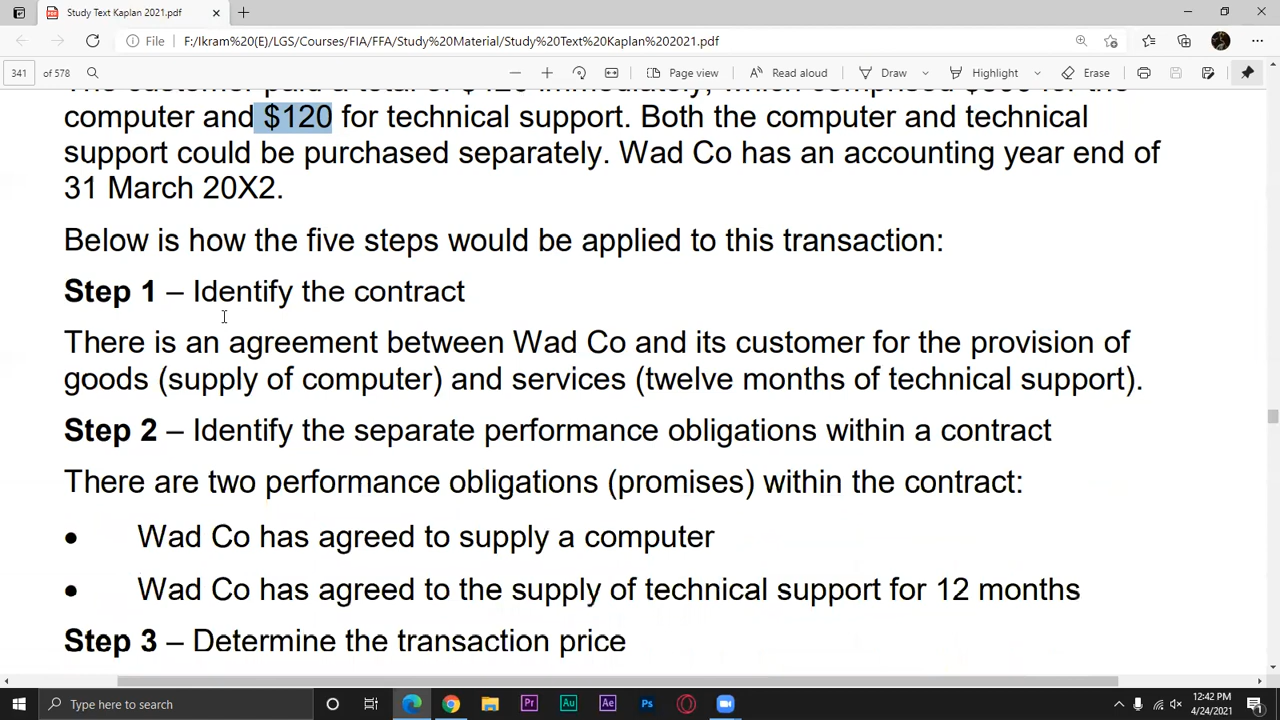 Study Text Kaplan 2021.pdf
File F:/Ikram%20(E)/LGS/Courses/FIA/FFA/Study%20Material/Study%20Text%20Kaplan%202021.pdf
341 of 578 Page view Read aloud Draw Highlight Erase
computer and $120 for technical support. Both the computer and technical
support could be purchased separately. Wad Co has an accounting year end of
31 March 20X2.
Below is how the five steps would be applied to this transaction:
Step 1 – Identify the contract
There is an agreement between Wad Co and its customer for the provision of
goods (supply of computer) and services (twelve months of technical support).
Step 2 – Identify the separate performance obligations within a contract
There are two performance obligations (promises) within the contract:
• Wad Co has agreed to supply a computer
• Wad Co has agreed to the supply of technical support for 12 months
Step 3 – Determine the transaction price
Type here to search
Pr Au Ae Ps
12:42 PM
4/24/2021